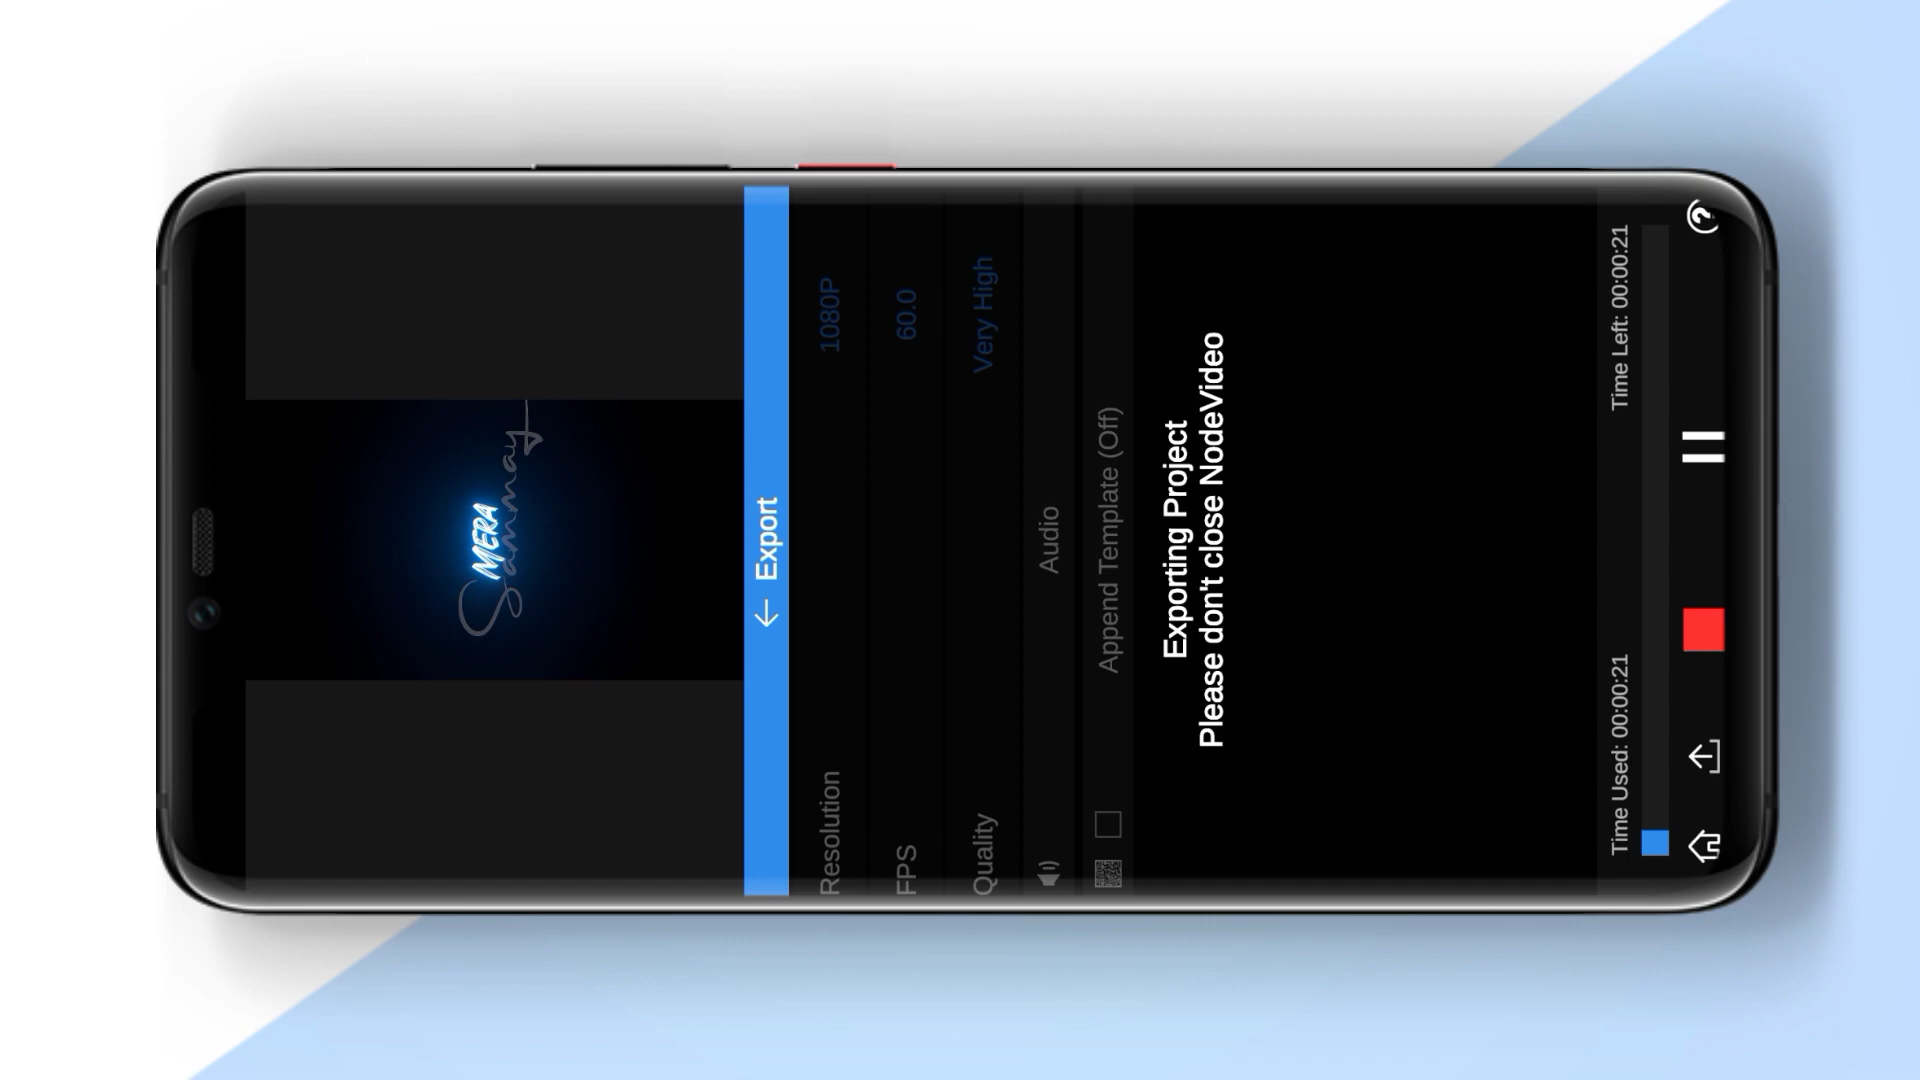 MERA
Sammay
← Export
Resolution 1080P
FPS 60.0
Quality Very High
Audio
Append Template (Off)
Exporting Project
Please don't close NodeVideo
Time Used: 00:00:21 Time Left: 00:00:21